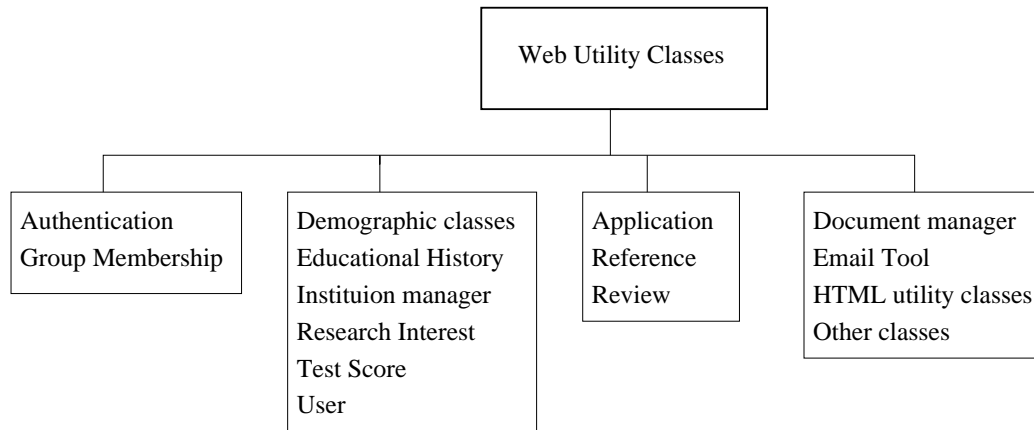 Web Utility Classes
Authentication
Group Membership
Demographic classes
Educational History
Instituion manager
Research Interest
Test Score
User
Application
Reference
Review
Document manager
Email Tool
HTML utility classes
Other classes